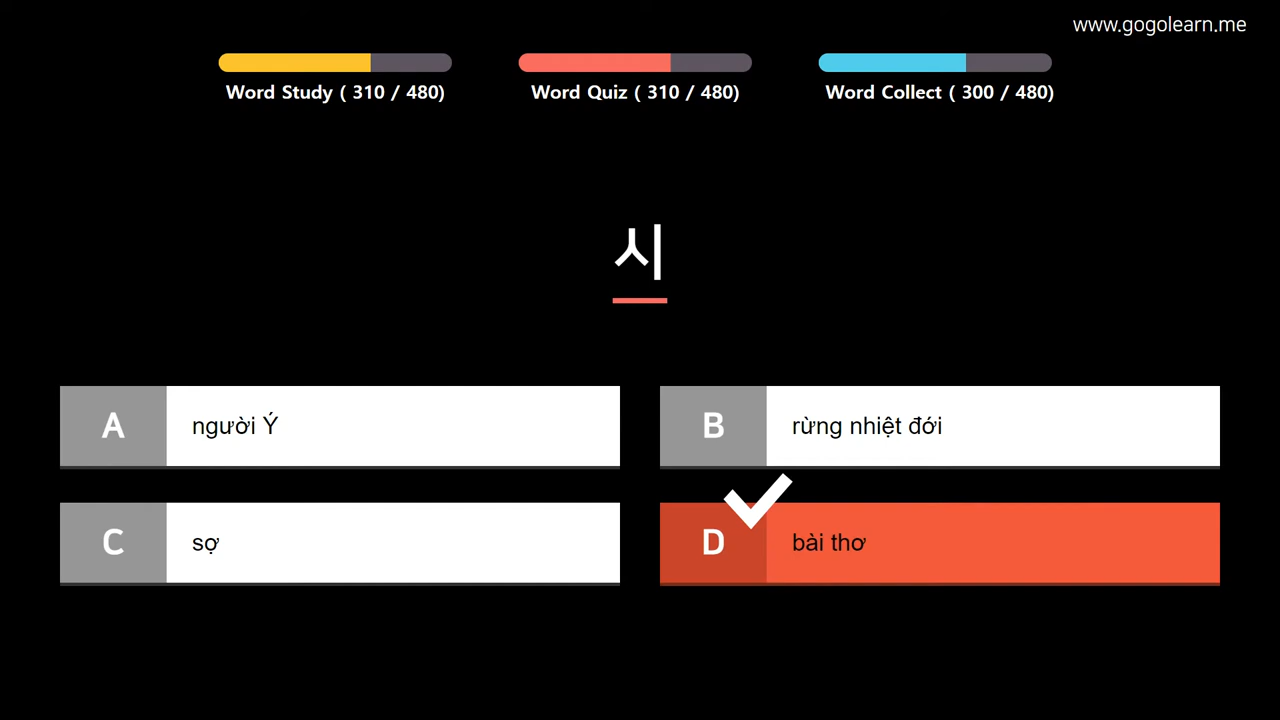 www.gogolearn.me
Word Study ( 310 / 480)
Word Quiz ( 310 / 480)
Word Collect ( 300 / 480)
시
A
người Ý
B
rừng nhiệt đới
C
sợ
D
bài thơ